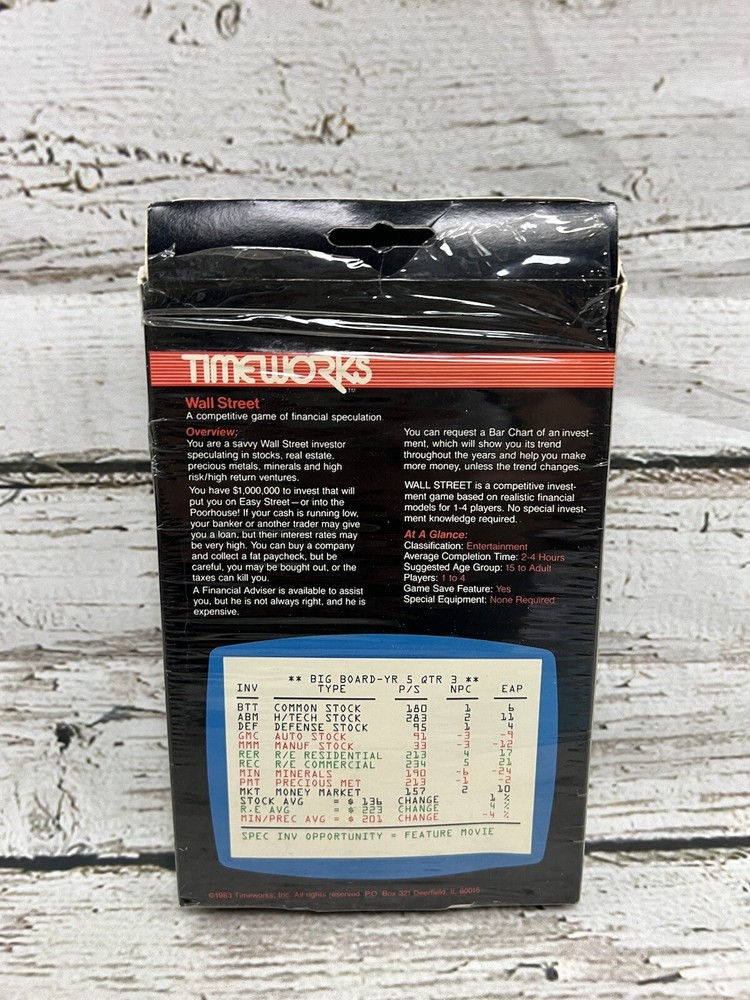 TIMEWORKS
TM
Wall Street
A competitive game of financial speculation
Overview:
You are a savvy Wall Street investor
speculating in stocks, real estate,
precious metals, minerals and high
risk/high return ventures.
You have $1,000,000 to invest that will
put you on Easy Street—or into the
Poorhouse! If your cash is running low,
your banker or another trader may give
you a loan, but their interest rates may
be very high. You can buy a company
and collect a fat paycheck, but be
careful, you may be bought out, or the
taxes can kill you.
A Financial Adviser is available to assist
you, but he is not always right, and he is
expensive.
You can request a Bar Chart of an invest-
ment, which will show you its trend
throughout the years and help you make
more money, unless the trend changes.
WALL STREET is a competitive invest-
ment game based on realistic financial
models for 1-4 players. No special invest-
ment knowledge required.
At A Glance:
Classification: Entertainment
Average Completion Time: 2-4 Hours
Suggested Age Group: 15 to Adult
Players: 1 to 4
Game Save Feature: Yes
Special Equipment: None Required
** BIG BOARD-YR 5 QTR 3 **
INV TYPE P/S NPC EAP
BTT COMMON STOCK 180 1 6
ABM H/TECH STOCK 283 2 11
DEF DEFENSE STOCK 95 1 4
GMC AUTO STOCK 91 -3 -9
MMM MANUF STOCK 33 -3 -12
RER R/E RESIDENTIAL 213 4 17
REC R/E COMMERCIAL 234 5 21
MIN MINERALS 190 -6 -24
PMT PRECIOUS MET 213 -1 -2
MKT MONEY MARKET 157 2 10
STOCK AVG = $ 136 CHANGE 1 %
R.E AVG = $ 223 CHANGE 4 %
MIN/PREC AVG = $ 201 CHANGE -4 %
SPEC INV OPPORTUNITY = FEATURE MOVIE
©1983 Timeworks, Inc. All rights reserved. P.O. Box 321 Deerfield, IL 60015